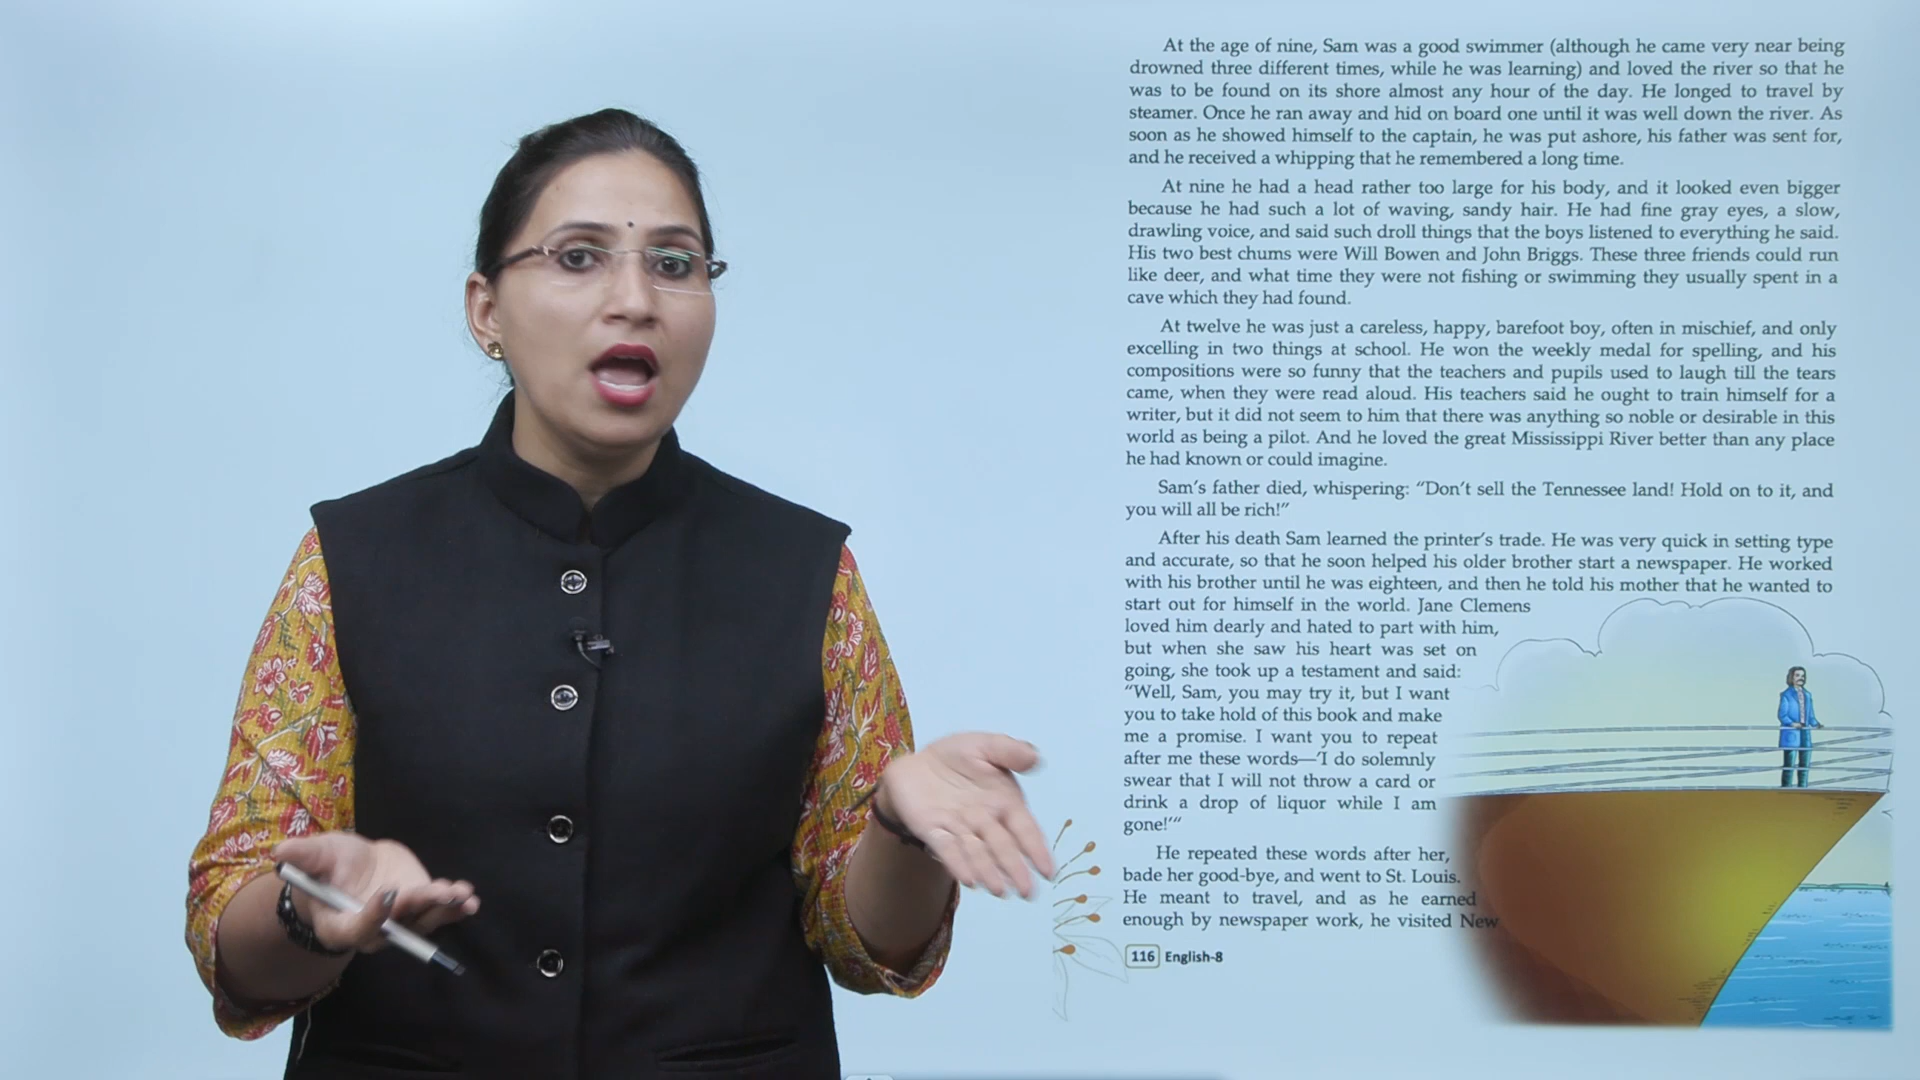 At the age of nine, Sam was a good swimmer (although he came very near being
drowned three different times, while he was learning) and loved the river so that he
was to be found on its shore almost any hour of the day. He longed to travel by
steamer. Once he ran away and hid on board one until it was well down the river. As
soon as he showed himself to the captain, he was put ashore, his father was sent for,
and he received a whipping that he remembered a long time.
At nine he had a head rather too large for his body, and it looked even bigger
because he had such a lot of waving, sandy hair. He had fine gray eyes, a slow,
drawling voice, and said such droll things that the boys listened to everything he said.
His two best chums were Will Bowen and John Briggs. These three friends could run
like deer, and what time they were not fishing or swimming they usually spent in a
cave which they had found.
At twelve he was just a careless, happy, barefoot boy, often in mischief, and only
excelling in two things at school. He won the weekly medal for spelling, and his
compositions were so funny that the teachers and pupils used to laugh till the tears
came, when they were read aloud. His teachers said he ought to train himself for a
writer, but it did not seem to him that there was anything so noble or desirable in this
world as being a pilot. And he loved the great Mississippi River better than any place
he had known or could imagine.
Sam's father died, whispering: “Don't sell the Tennessee land! Hold on to it, and
you will all be rich!”
After his death Sam learned the printer's trade. He was very quick in setting type
and accurate, so that he soon helped his older brother start a newspaper. He worked
with his brother until he was eighteen, and then he told his mother that he wanted to
start out for himself in the world. Jane Clemens
loved him dearly and hated to part with him,
but when she saw his heart was set on
going, she took up a testament and said:
“Well, Sam, you may try it, but I want
you to take hold of this book and make
me a promise. I want you to repeat
after me these words—‘I do solemnly
swear that I will not throw a card or
drink a drop of liquor while I am
gone!’”
He repeated these words after her,
bade her good-bye, and went to St. Louis.
He meant to travel, and as he earned
enough by newspaper work, he visited New
116 English-8